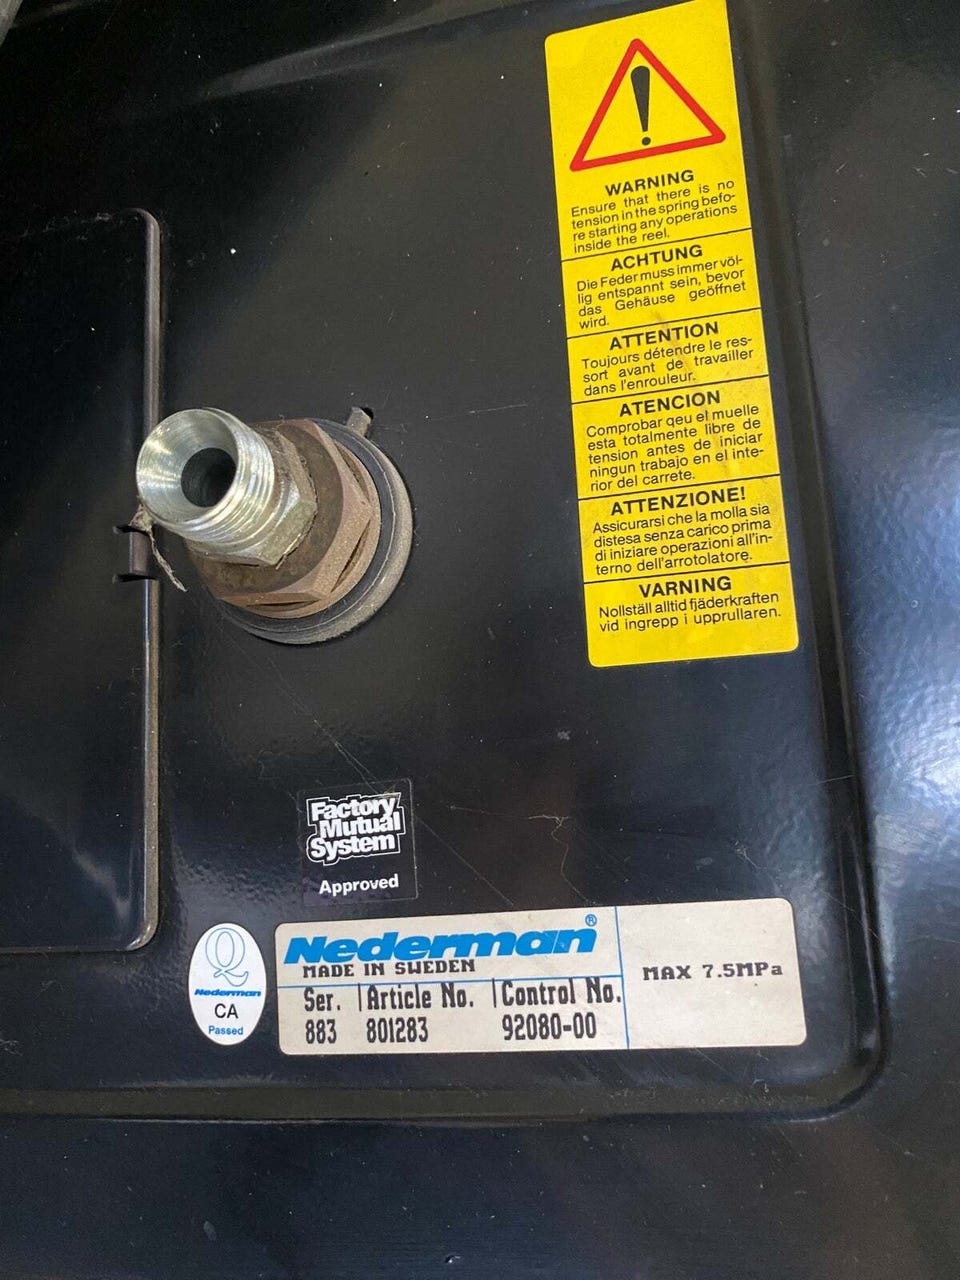 WARNING
Ensure that there is no
tension in the spring befo-
re starting any operations
inside the reel.
ACHTUNG
Die Feder muss immer völ-
lig entspannt sein, bevor
das Gehäuse geöffnet
wird.
ATTENTION
Toujours détendre le res-
sort avant de travailler
dans l'enrouleur.
ATENCION
Comprobar qeu el muelle
esta totalmente libre de
tension antes de iniciar
ningun trabajo en el inte-
rior del carrete.
ATTENZIONE!
Assicurarsi che la molla sia
distesa senza carico prima
di iniziare operazioni all'in-
terno dell'arrotolatore.
VARNING
Nollställ alltid fjäderkraften
vid ingrepp i upprullaren.
Factory
Mutual
System
Approved
Q
Nederman
CA
Passed
Nederman®
MADE IN SWEDEN
Ser. Article No. Control No.
883 801283 92080-00
MAX 7.5MPa